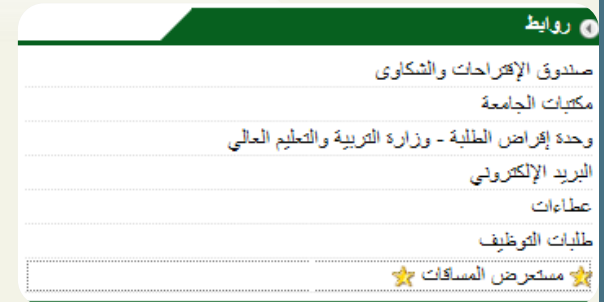 روابط
صندوق الإقتراحات والشكاوى
مكتبات الجامعة
وحدة إقراض الطلبة - وزارة التربية والتعليم العالي
البريد الإلكتروني
عطاءات
طلبات التوظيف
مستعرض المساقات